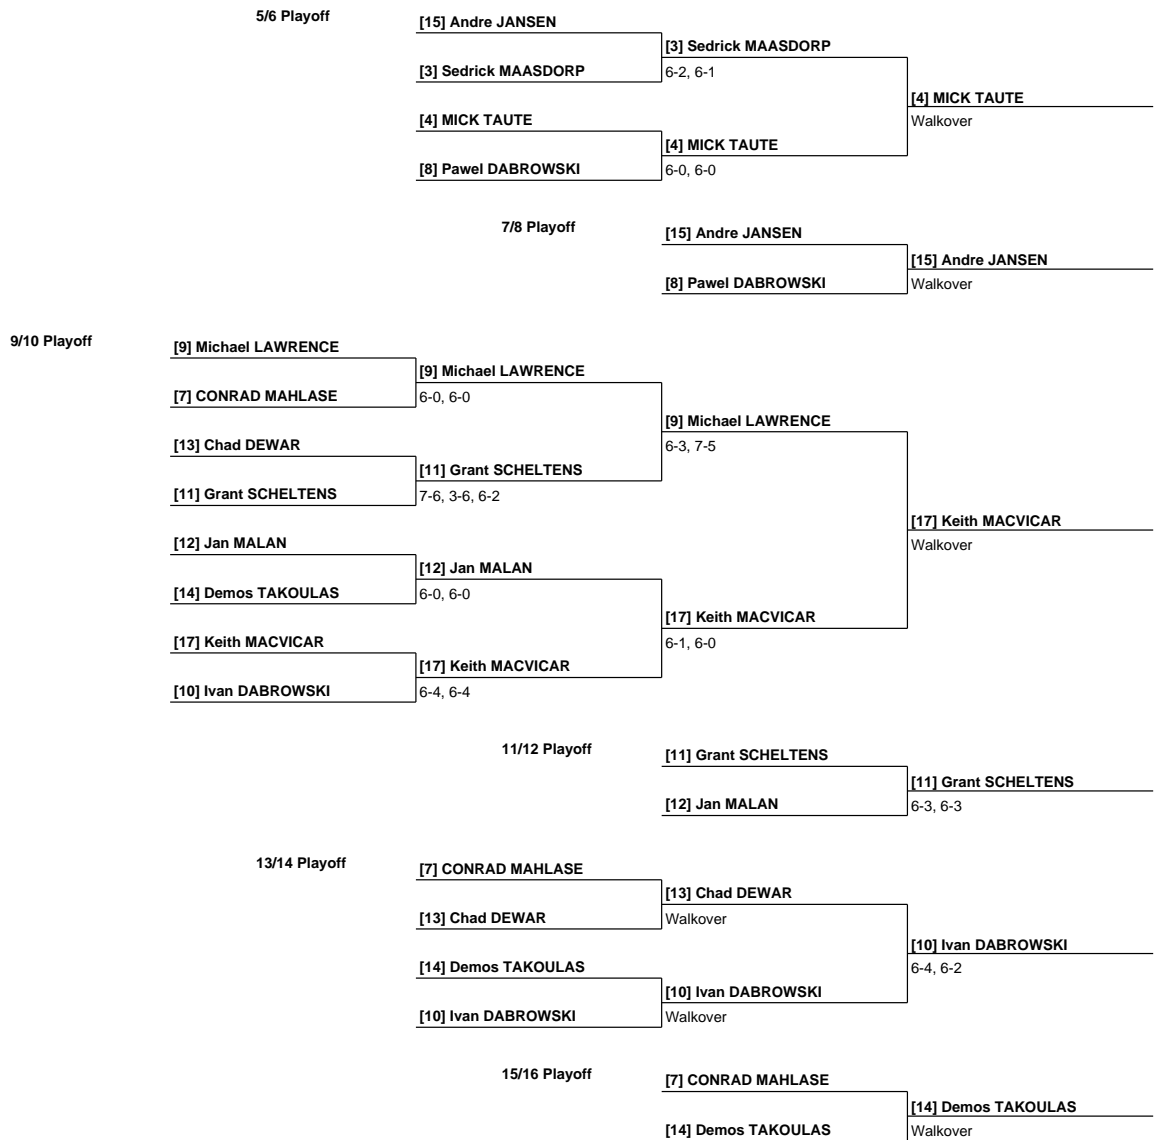 5/6 Playoff
[15] Andre JANSEN
[3] Sedrick MAASDORP
[3] Sedrick MAASDORP
6-2, 6-1
[4] MICK TAUTE
Walkover
[4] MICK TAUTE
[4] MICK TAUTE
[8] Pawel DABROWSKI
6-0, 6-0
7/8 Playoff
[15] Andre JANSEN
[15] Andre JANSEN
[8] Pawel DABROWSKI
Walkover
9/10 Playoff
[9] Michael LAWRENCE
[9] Michael LAWRENCE
[7] CONRAD MAHLASE
6-0, 6-0
[9] Michael LAWRENCE
[13] Chad DEWAR
6-3, 7-5
[11] Grant SCHELTENS
[11] Grant SCHELTENS
7-6, 3-6, 6-2
[17] Keith MACVICAR
[12] Jan MALAN
Walkover
[12] Jan MALAN
[14] Demos TAKOULAS
6-0, 6-0
[17] Keith MACVICAR
[17] Keith MACVICAR
6-1, 6-0
[17] Keith MACVICAR
[10] Ivan DABROWSKI
6-4, 6-4
11/12 Playoff
[11] Grant SCHELTENS
[11] Grant SCHELTENS
[12] Jan MALAN
6-3, 6-3
13/14 Playoff
[7] CONRAD MAHLASE
[13] Chad DEWAR
[13] Chad DEWAR
Walkover
[10] Ivan DABROWSKI
[14] Demos TAKOULAS
6-4, 6-2
[10] Ivan DABROWSKI
[10] Ivan DABROWSKI
Walkover
15/16 Playoff
[7] CONRAD MAHLASE
[14] Demos TAKOULAS
[14] Demos TAKOULAS
Walkover